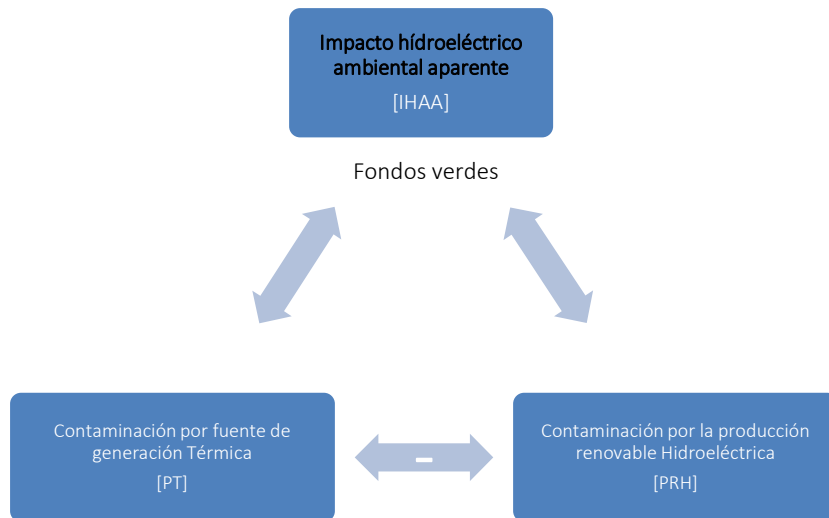 Impacto hídroeléctrico
ambiental aparente
[IHAA]
Fondos verdes
Contaminación por fuente de
generación Térmica
[PT]
–
Contaminación por la producción
renovable Hidroeléctrica
[PRH]